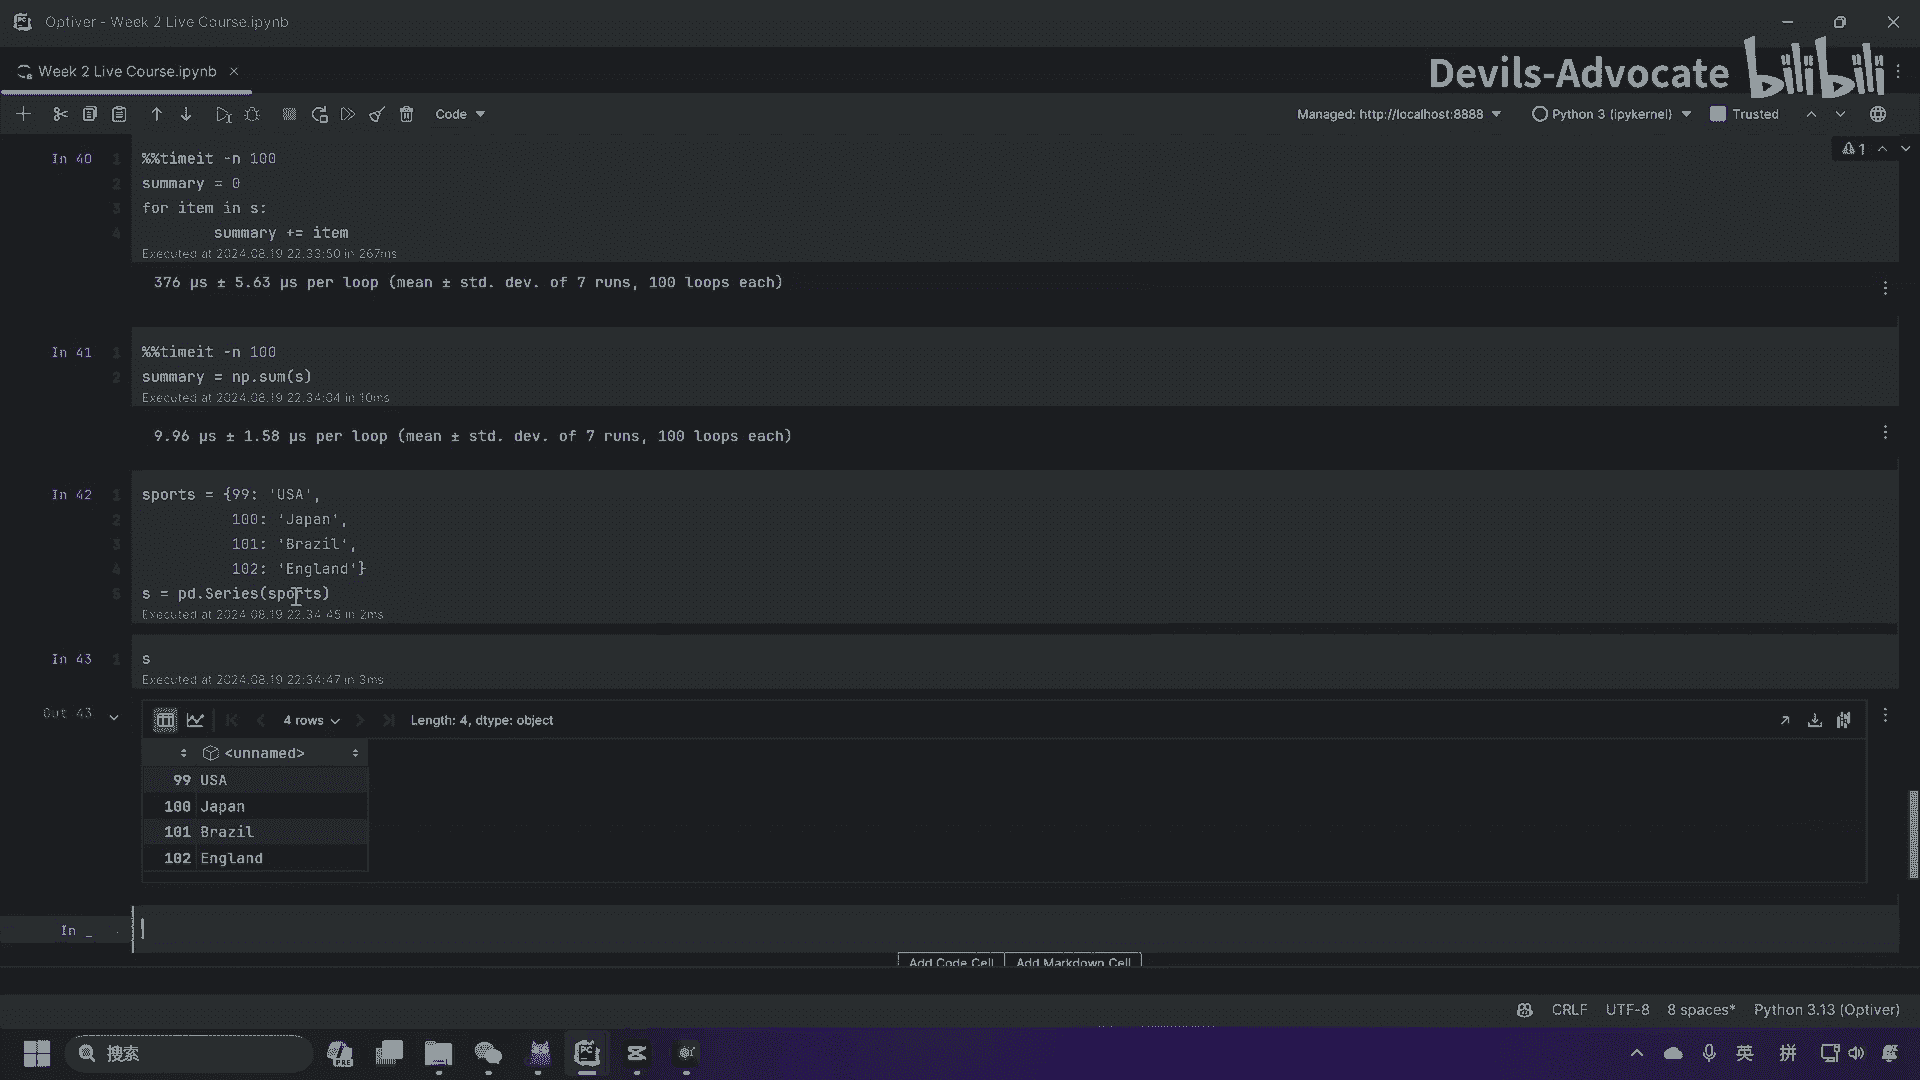 Optiver - Week 2 Live Course.ipynb
Week 2 Live Course.ipynb
Devils-Advocate bilibili
Code
Managed: http://localhost:8888
Python 3 (ipykernel)
Trusted
1
In 40
1 %%timeit -n 100
2 summary = 0
3 for item in s:
4 summary += item
Executed at 2024.08.19 22:33:50 in 267ms
376 µs ± 5.63 µs per loop (mean ± std. dev. of 7 runs, 100 loops each)
In 41
1 %%timeit -n 100
2 summary = np.sum(s)
Executed at 2024.08.19 22:34:04 in 10ms
9.96 µs ± 1.58 µs per loop (mean ± std. dev. of 7 runs, 100 loops each)
In 42
1 sports = {99: 'USA',
2 100: 'Japan',
3 101: 'Brazil',
4 102: 'England'}
5 s = pd.Series(sports)
Executed at 2024.08.19 22:34:45 in 2ms
In 43
1 s
Executed at 2024.08.19 22:34:47 in 3ms
Out 43
4 rows
Length: 4, dtype: object
<unnamed>
99 USA
100 Japan
101 Brazil
102 England
In _
Add Code Cell
Add Markdown Cell
CRLF
UTF-8
8 spaces*
Python 3.13 (Optiver)
搜索
英
拼